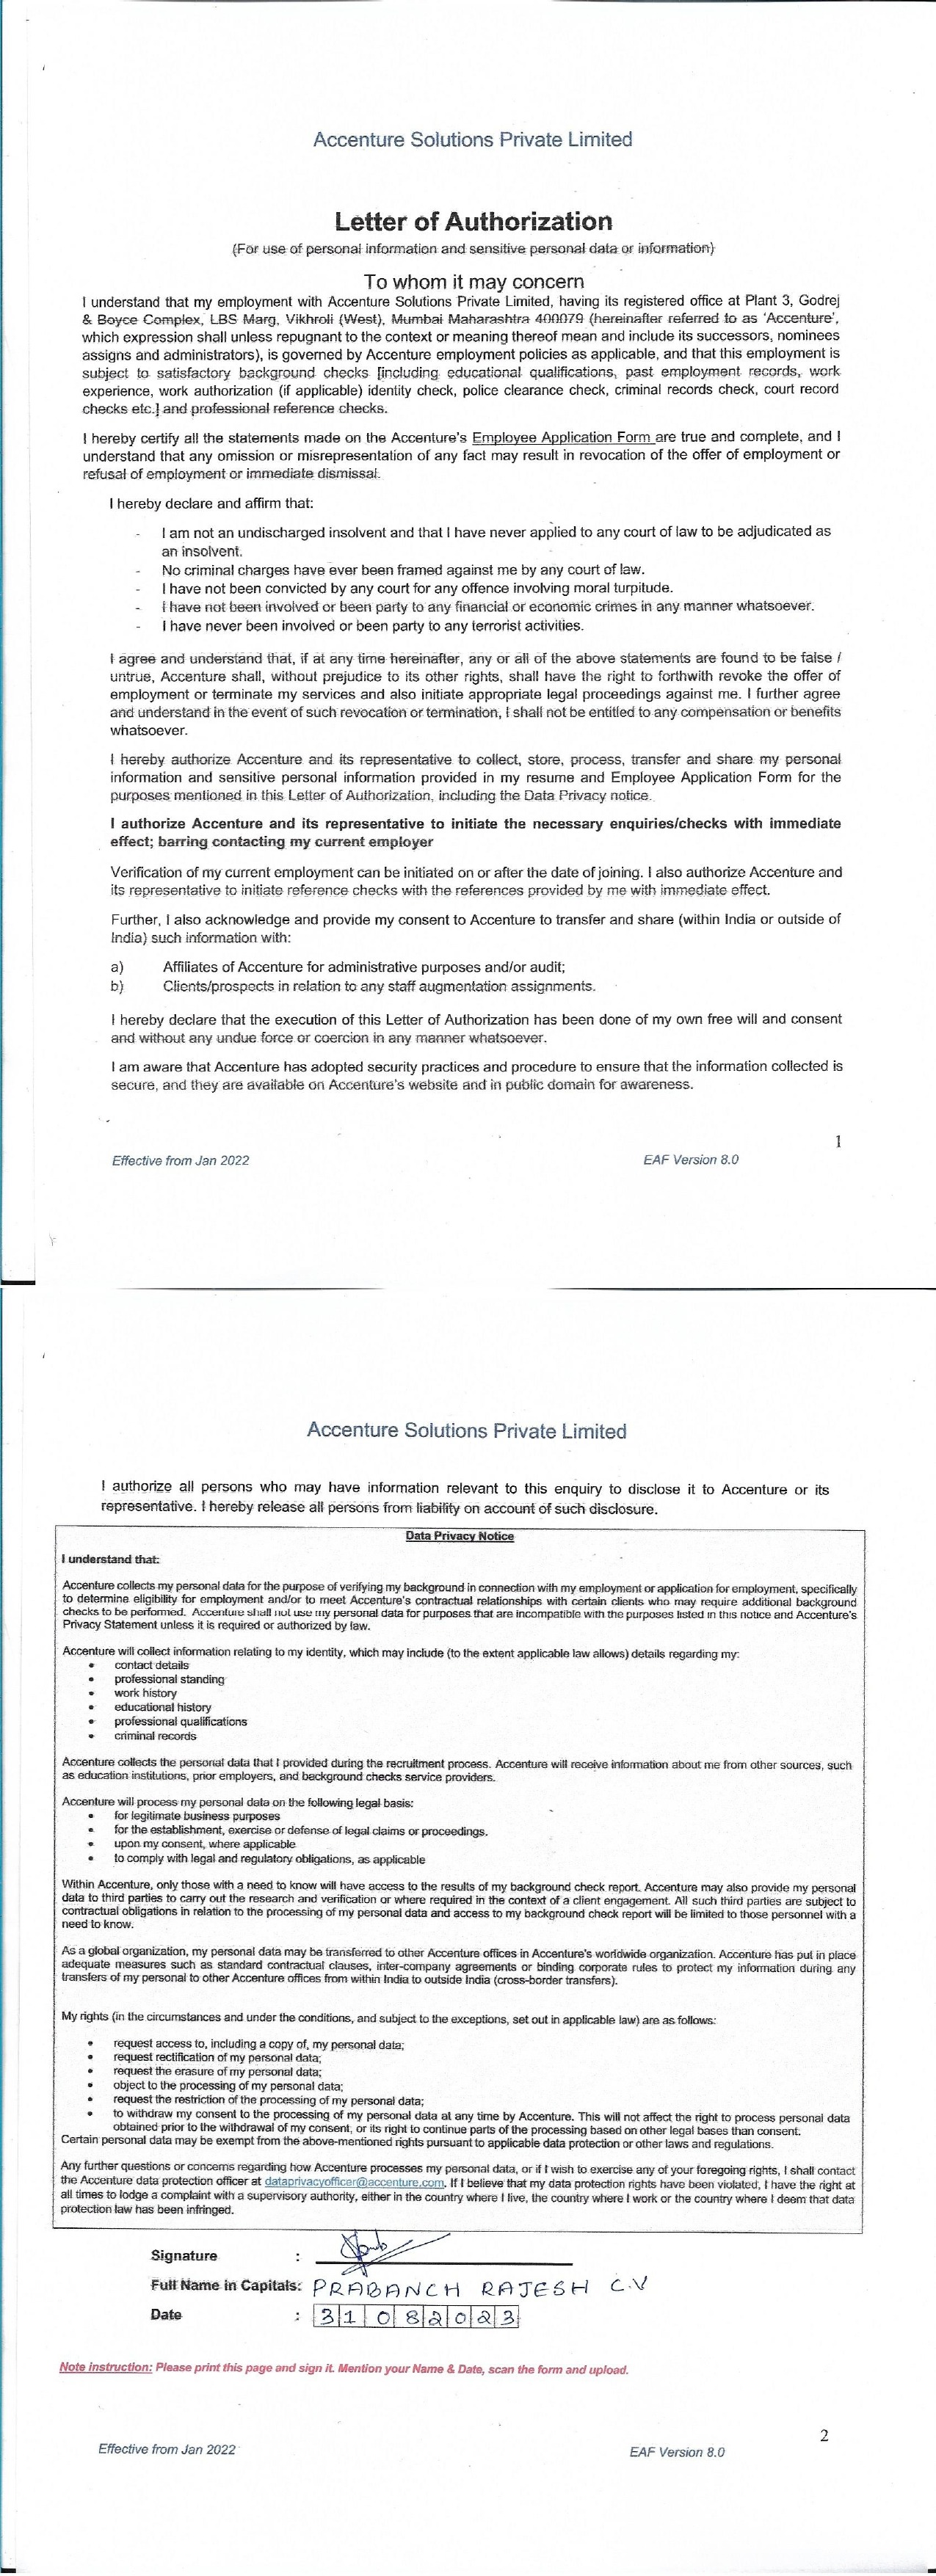 Accenture Solutions Private Limited
Letter of Authorization
(For use of personal information and sensitive personal data or information)
To whom it may concern
I understand that my employment with Accenture Solutions Private Limited, having its registered office at Plant 3, Godrej
& Boyce Complex, LBS Marg, Vikhroli (West), Mumbai Maharashtra 400079 (hereinafter referred to as 'Accenture',
which expression shall unless repugnant to the context or meaning thereof mean and include its successors, nominees
assigns and administrators), is governed by Accenture employment policies as applicable, and that this employment is
subject to satisfactory background checks [including educational qualifications, past employment records, work
experience, work authorization (if applicable) identity check, police clearance check, criminal records check, court record
checks etc.] and professional reference checks.
I hereby certify all the statements made on the Accenture's Employee Application Form are true and complete, and I
understand that any omission or misrepresentation of any fact may result in revocation of the offer of employment or
refusal of employment or immediate dismissal.
I hereby declare and affirm that:
- I am not an undischarged insolvent and that I have never applied to any court of law to be adjudicated as
an insolvent.
- No criminal charges have ever been framed against me by any court of law.
- I have not been convicted by any court for any offence involving moral turpitude.
- I have not been involved or been party to any financial or economic crimes in any manner whatsoever.
- I have never been involved or been party to any terrorist activities.
I agree and understand that, if at any time hereinafter, any or all of the above statements are found to be false /
untrue, Accenture shall, without prejudice to its other rights, shall have the right to forthwith revoke the offer of
employment or terminate my services and also initiate appropriate legal proceedings against me. I further agree
and understand in the event of such revocation or termination, I shall not be entitled to any compensation or benefits
whatsoever.
I hereby authorize Accenture and its representative to collect, store, process, transfer and share my personal
information and sensitive personal information provided in my resume and Employee Application Form for the
purposes mentioned in this Letter of Authorization, including the Data Privacy notice.
I authorize Accenture and its representative to initiate the necessary enquiries/checks with immediate
effect; barring contacting my current employer
Verification of my current employment can be initiated on or after the date of joining. I also authorize Accenture and
its representative to initiate reference checks with the references provided by me with immediate effect.
Further, I also acknowledge and provide my consent to Accenture to transfer and share (within India or outside of
India) such information with:
a) Affiliates of Accenture for administrative purposes and/or audit;
b) Clients/prospects in relation to any staff augmentation assignments.
I hereby declare that the execution of this Letter of Authorization has been done of my own free will and consent
and without any undue force or coercion in any manner whatsoever.
I am aware that Accenture has adopted security practices and procedure to ensure that the information collected is
secure, and they are available on Accenture's website and in public domain for awareness.
1
Effective from Jan 2022 EAF Version 8.0
Accenture Solutions Private Limited
I authorize all persons who may have information relevant to this enquiry to disclose it to Accenture or its
representative. I hereby release all persons from liability on account of such disclosure.
Data Privacy Notice
I understand that:
Accenture collects my personal data for the purpose of verifying my background in connection with my employment or application for employment, specifically
to determine eligibility for employment and/or to meet Accenture's contractual relationships with certain clients who may require additional background
checks to be performed. Accenture shall not use my personal data for purposes that are incompatible with the purposes listed in this notice and Accenture's
Privacy Statement unless it is required or authorized by law.
Accenture will collect information relating to my identity, which may include (to the extent applicable law allows) details regarding my:
• contact details
• professional standing
• work history
• educational history
• professional qualifications
• criminal records
Accenture collects the personal data that I provided during the recruitment process. Accenture will receive information about me from other sources, such
as education institutions, prior employers, and background checks service providers.
Accenture will process my personal data on the following legal basis:
• for legitimate business purposes
• for the establishment, exercise or defense of legal claims or proceedings.
• upon my consent, where applicable
• to comply with legal and regulatory obligations, as applicable
Within Accenture, only those with a need to know will have access to the results of my background check report. Accenture may also provide my personal
data to third parties to carry out the research and verification or where required in the context of a client engagement. All such third parties are subject to
contractual obligations in relation to the processing of my personal data and access to my background check report will be limited to those personnel with a
need to know.
As a global organization, my personal data may be transferred to other Accenture offices in Accenture's worldwide organization. Accenture has put in place
adequate measures such as standard contractual clauses, inter-company agreements or binding corporate rules to protect my information during any
transfers of my personal to other Accenture offices from within India to outside India (cross-border transfers).
My rights (in the circumstances and under the conditions, and subject to the exceptions, set out in applicable law) are as follows:
• request access to, including a copy of, my personal data;
• request rectification of my personal data;
• request the erasure of my personal data;
• object to the processing of my personal data;
• request the restriction of the processing of my personal data;
• to withdraw my consent to the processing of my personal data at any time by Accenture. This will not affect the right to process personal data
obtained prior to the withdrawal of my consent, or its right to continue parts of the processing based on other legal bases than consent.
Certain personal data may be exempt from the above-mentioned rights pursuant to applicable data protection or other laws and regulations.
Any further questions or concerns regarding how Accenture processes my personal data, or if I wish to exercise any of your foregoing rights, I shall contact
the Accenture data protection officer at dataprivacyofficer@accenture.com. If I believe that my data protection rights have been violated, I have the right at
all times to lodge a complaint with a supervisory authority, either in the country where I live, the country where I work or the country where I deem that data
protection law has been infringed.
Signature :
Full Name in Capitals: PRABANCH RAJESH C.V
Date : 31082023
Note instruction: Please print this page and sign it. Mention your Name & Date, scan the form and upload.
2
Effective from Jan 2022 EAF Version 8.0